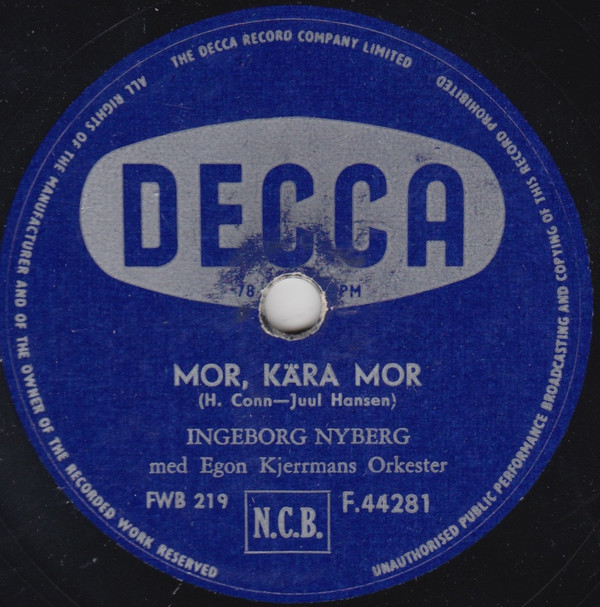 THE DECCA RECORD COMPANY LIMITED
ALL RIGHTS OF THE MANUFACTURER AND OF THE OWNER OF THE RECORDED WORK RESERVED
UNAUTHORISED PUBLIC PERFORMANCE BROADCASTING AND COPYING OF THIS RECORD PROHIBITED
DECCA
78 PM
MOR, KÄRA MOR
(H. Conn—Juul Hansen)
INGEBORG NYBERG
med Egon Kjerrmans Orkester
FWB 219 N.C.B. F.44281